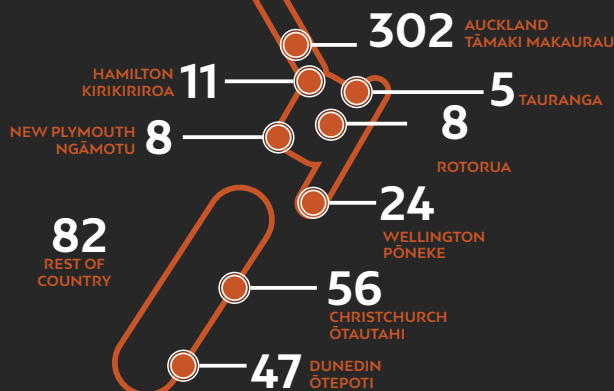 302 AUCKLAND
TĀMAKI MAKAURAU
HAMILTON
KIRIKIRIROA 11
5 TAURANGA
NEW PLYMOUTH
NGĀMOTU 8
8
ROTORUA
24
WELLINGTON
PŌNEKE
82
REST OF
COUNTRY
56
CHRISTCHURCH
ŌTAUTAHI
47 DUNEDIN
ŌTEPOTI